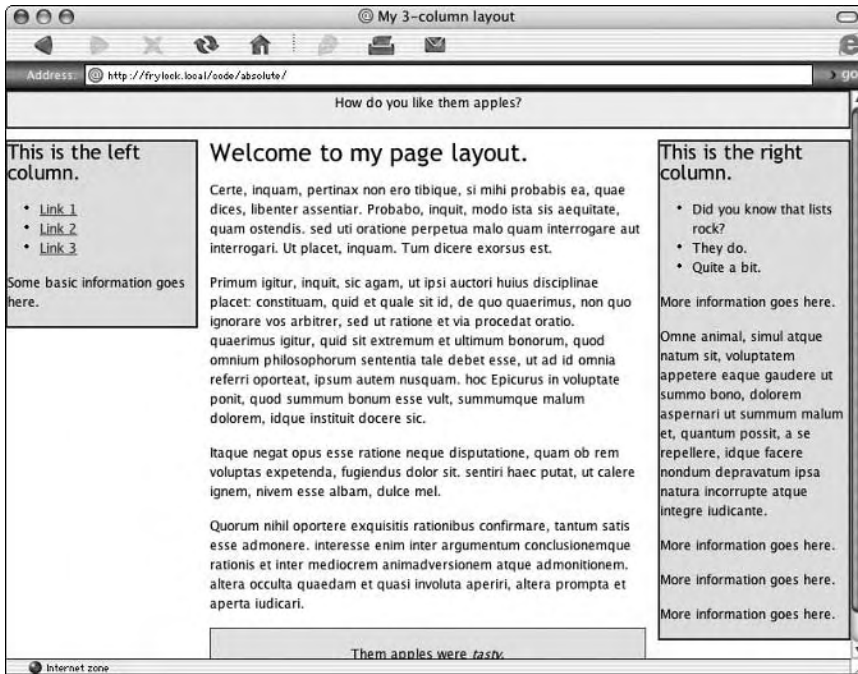 My 3-column layout
Address: @ http://frylock.local/code/absolute/
go
How do you like them apples?
This is the left
column.
• Link 1
• Link 2
• Link 3
Some basic information goes
here.
Welcome to my page layout.
Certe, inquam, pertinax non ero tibique, si mihi probabis ea, quae
dices, libenter assentiar. Probabo, inquit, modo ista sis aequitate,
quam ostendis. sed uti oratione perpetua malo quam interrogare aut
interrogari. Ut placet, inquam. Tum dicere exorsus est.
Primum igitur, inquit, sic agam, ut ipsi auctori huius disciplinae
placet: constituam, quid et quale sit id, de quo quaerimus, non quo
ignorare vos arbitrer, sed ut ratione et via procedat oratio.
quaerimus igitur, quid sit extremum et ultimum bonorum, quod
omnium philosophorum sententia tale debet esse, ut ad id omnia
referri oporteat, ipsum autem nusquam. hoc Epicurus in voluptate
ponit, quod summum bonum esse vult, summumque malum
dolorem, idque instituit docere sic.
Itaque negat opus esse ratione neque disputatione, quam ob rem
voluptas expetenda, fugiendus dolor sit. sentiri haec putat, ut calere
ignem, nivem esse albam, dulce mel.
Quorum nihil oportere exquisitis rationibus confirmare, tantum satis
esse admonere. interesse enim inter argumentum conclusionemque
rationis et inter mediocrem animadversionem atque admonitionem.
altera occulta quaedam et quasi involuta aperiri, altera prompta et
aperta iudicari.
Them apples were tasty.
This is the right
column.
• Did you know that lists
rock?
• They do.
• Quite a bit.
More information goes here.
Omne animal, simul atque
natum sit, voluptatem
appetere eaque gaudere ut
summo bono, dolorem
aspernari ut summum malum
et, quantum possit, a se
repellere, idque facere
nondum depravatum ipsa
natura incorrupte atque
integre iudicante.
More information goes here.
More information goes here.
More information goes here.
Internet zone